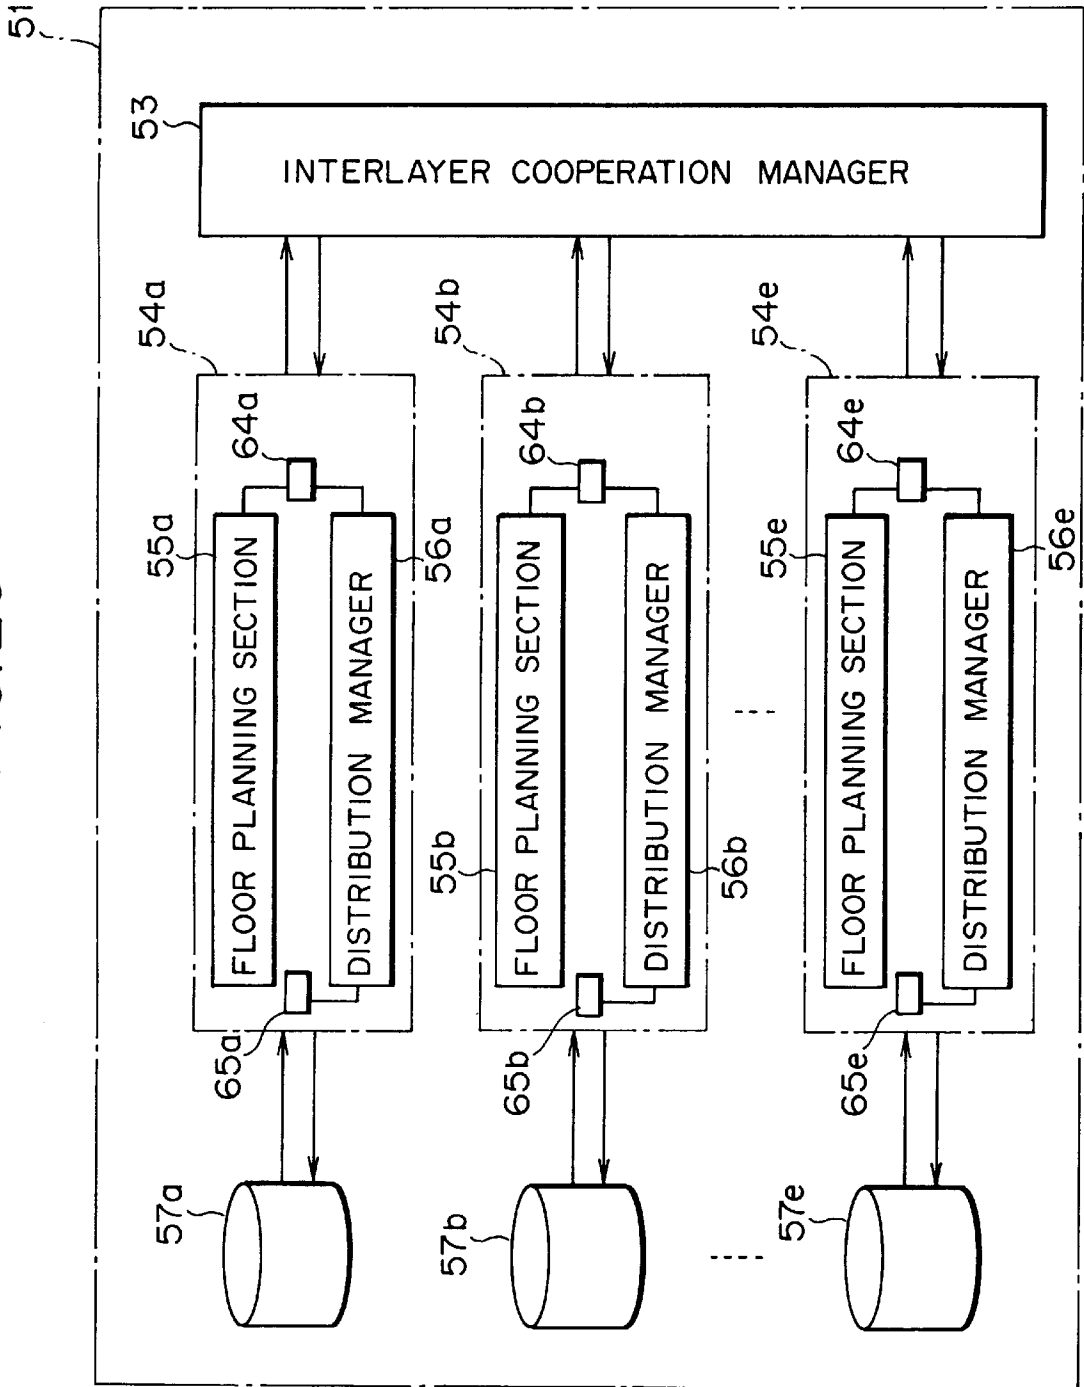 51
53
INTERLAYER COOPERATION MANAGER
54a
54b
54e
64a
64b
64e
55a
FLOOR PLANNING SECTION
56a
DISTRIBUTION MANAGER
55b
FLOOR PLANNING SECTION
56b
DISTRIBUTION MANAGER
55e
FLOOR PLANNING SECTION
56e
DISTRIBUTION MANAGER
65a
65b
65e
57a
57b
57e